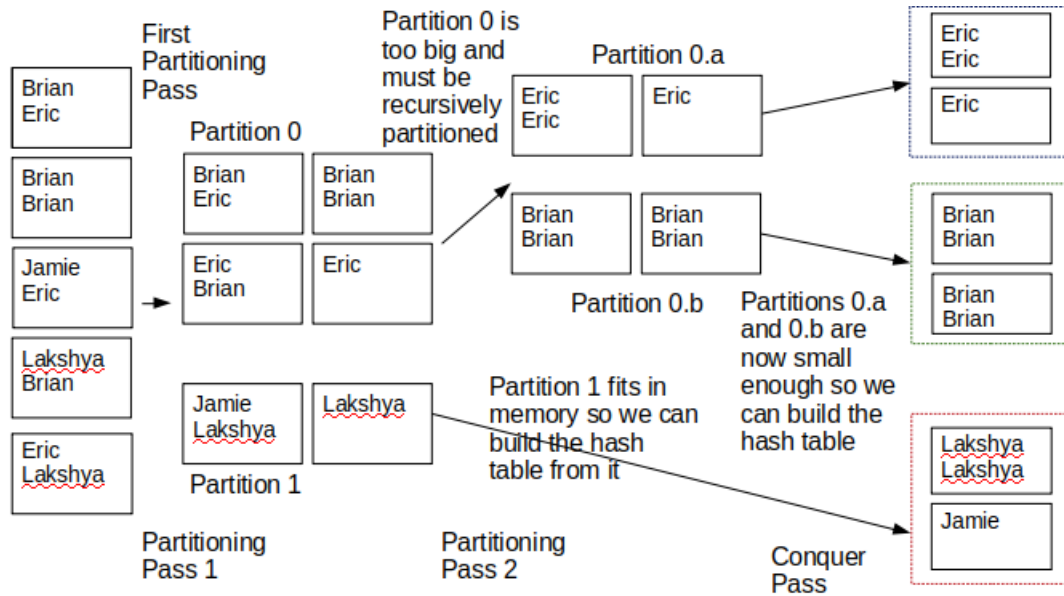 First
Partitioning
Pass
Brian
Eric
Brian
Brian
Jamie
Eric
Lakshya
Brian
Eric
Lakshya
Partition 0
Brian
Eric
Brian
Brian
Eric
Brian
Eric
Jamie
Lakshya
Lakshya
Partition 1
Partition 0 is
too big and
must be
recursively
partitioned
Partition 0.a
Eric
Eric
Eric
Brian
Brian
Brian
Brian
Partition 0.b
Partition 1 fits in
memory so we can
build the hash
table from it
Partitions 0.a
and 0.b are
now small
enough so we
can build the
hash table
Eric
Eric
Eric
Brian
Brian
Brian
Brian
Lakshya
Lakshya
Jamie
Partitioning
Pass 1
Partitioning
Pass 2
Conquer
Pass